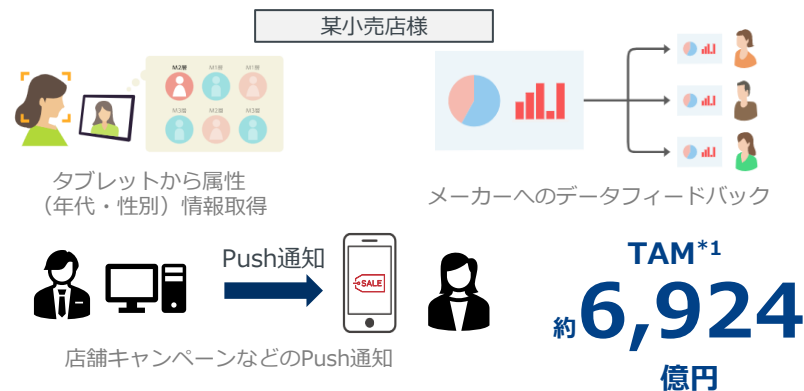 某小売店様
M2層 M1層 M1層
M3層 M2層 M3層
タブレットから属性
（年代・性別）情報取得
メーカーへのデータフィードバック
Push通知
SALE
店舗キャンペーンなどのPush通知
TAM*1
約6,924
億円